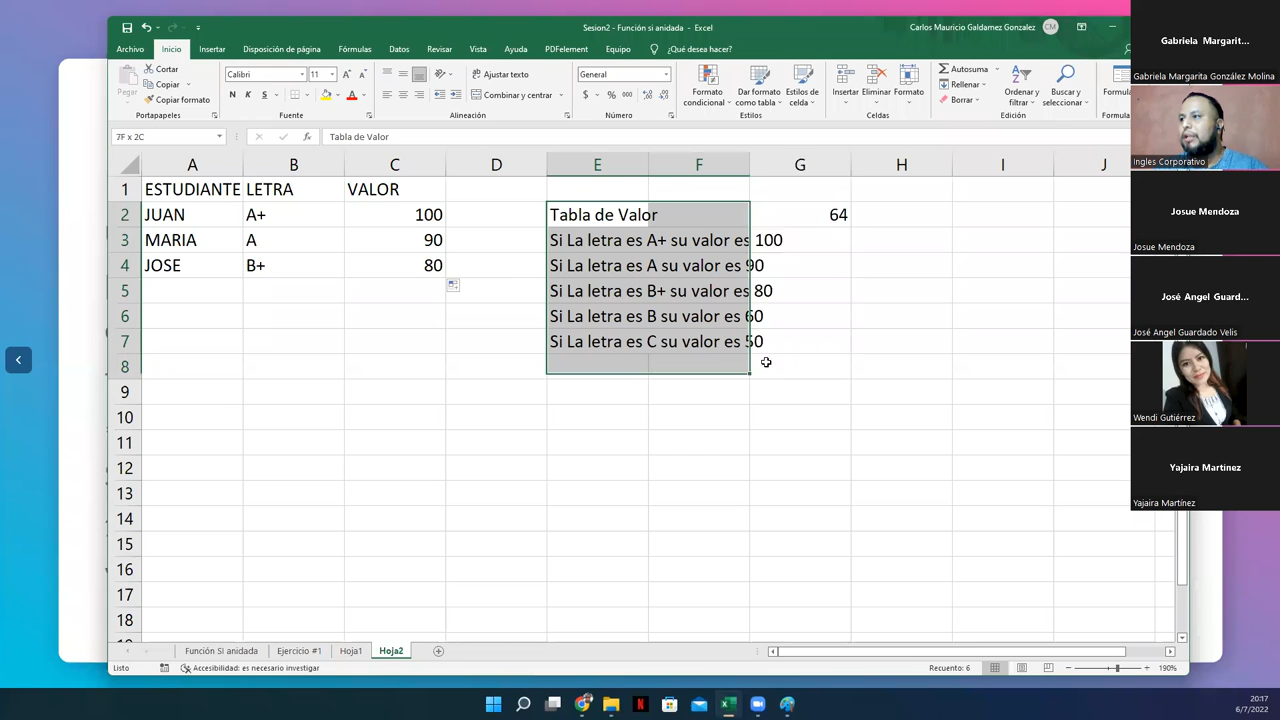 Sesion2 - Función si anidada - Excel
Carlos Mauricio Galdamez Gonzalez CM
Archivo Inicio Insertar Disposición de página Fórmulas Datos Revisar Vista Ayuda PDFelement Equipo ¿Qué desea hacer?
Pegar
Cortar
Copiar
Copiar formato
Portapapeles
Calibri 11
N K S
Fuente
Ajustar texto
Combinar y centrar
Alineación
General
$ % 000
Número
Formato condicional
Dar formato como tabla
Estilos de celda
Estilos
Insertar Eliminar Formato
Celdas
Autosuma
Rellenar
Borrar
Ordenar y filtrar
Buscar y seleccionar
Edición
7F x 2C fx Tabla de Valor
A B C D E F G H I J
1 ESTUDIANTE LETRA VALOR
2 JUAN A+ 100 Tabla de Valor 64
3 MARIA A 90 Si La letra es A+ su valor es 100
4 JOSE B+ 80 Si La letra es A su valor es 90
5 Si La letra es B+ su valor es 80
6 Si La letra es B su valor es 60
7 Si La letra es C su valor es 50
8
9
10
11
12
13
14
15
16
17
18
Función SI anidada Ejercicio #1 Hoja1 Hoja2
Listo Accesibilidad: es necesario investigar Recuento: 6 190%
Gabriela Margarit...
Gabriela Margarita González Molina
Ingles Corporativo
Josue Mendoza
Josue Mendoza
José Angel Guard...
José Ángel Guardado Velis
Wendi Gutiérrez
Yajaira Martínez
Yajaira Martínez
20:17
6/7/2022